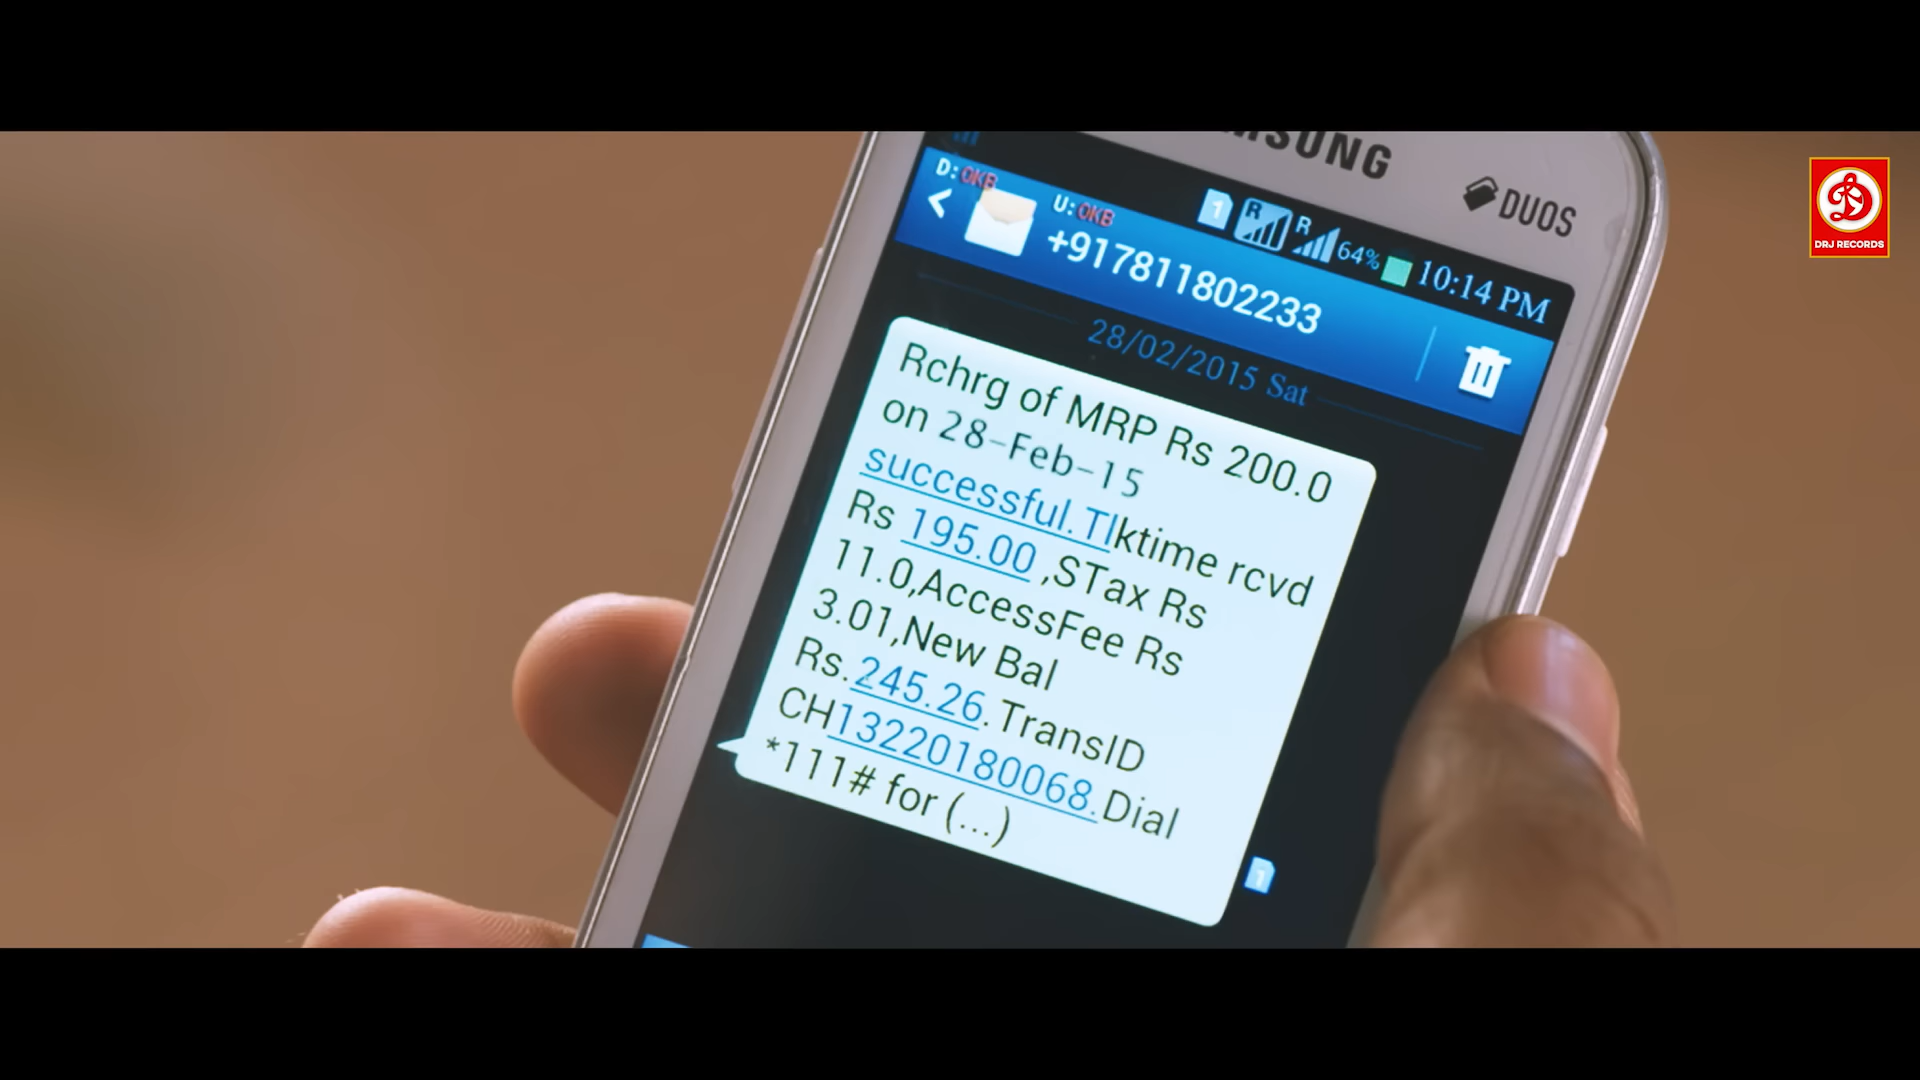 SAMSUNG
DUOS
D: 0KB
U: 0KB
1
R
R
64%
10:14 PM
+917811802233
28/02/2015 Sat
Rchrg of MRP Rs 200.0
on 28-Feb-15
successful.Tlktime rcvd
Rs 195.00 ,STax Rs
11.0,AccessFee Rs
3.01,New Bal
Rs.245.26. TransID
CH13220180068.Dial
*111# for (...)
1
DRJ RECORDS